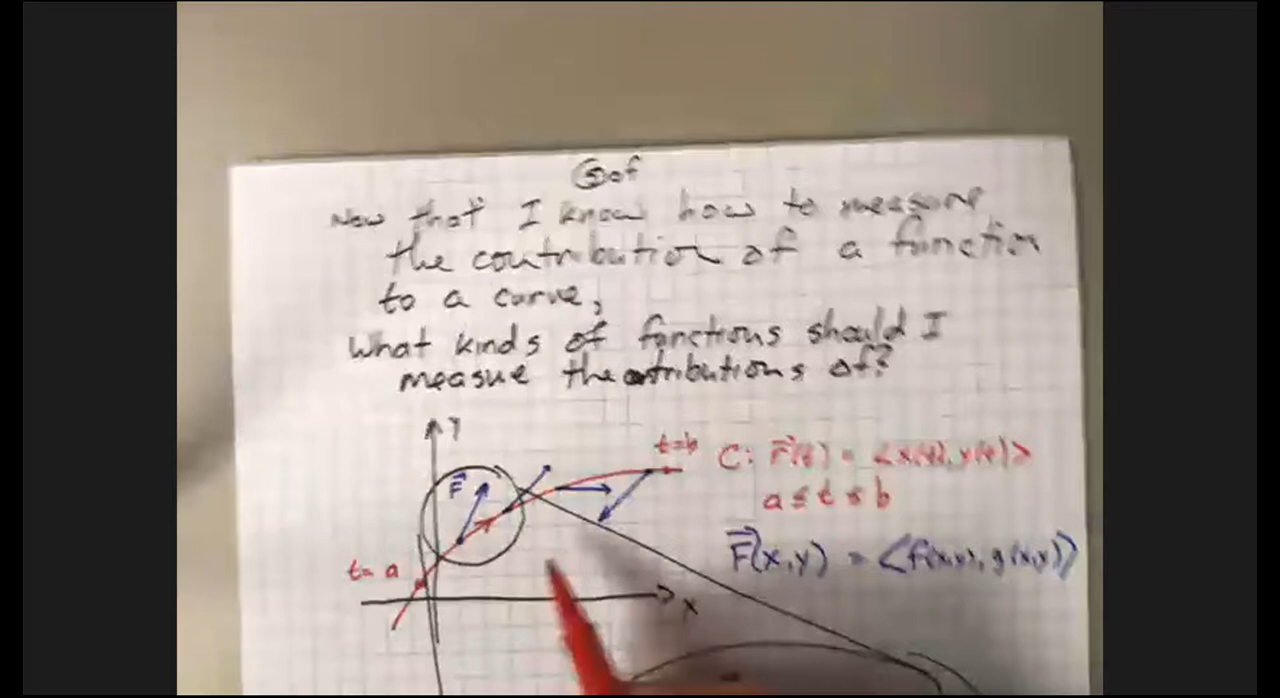 ⑤ of
Now that I know how to measure
the contribution of a function
to a curve,
What kinds of functions should I
measure the contributions of?
Y
t=b
C: r⃗(t) = <x(t), y(t)>
a ≤ t ≤ b
F⃗
F⃗(x,y) = <f(x,y), g(x,y)>
t= a
x